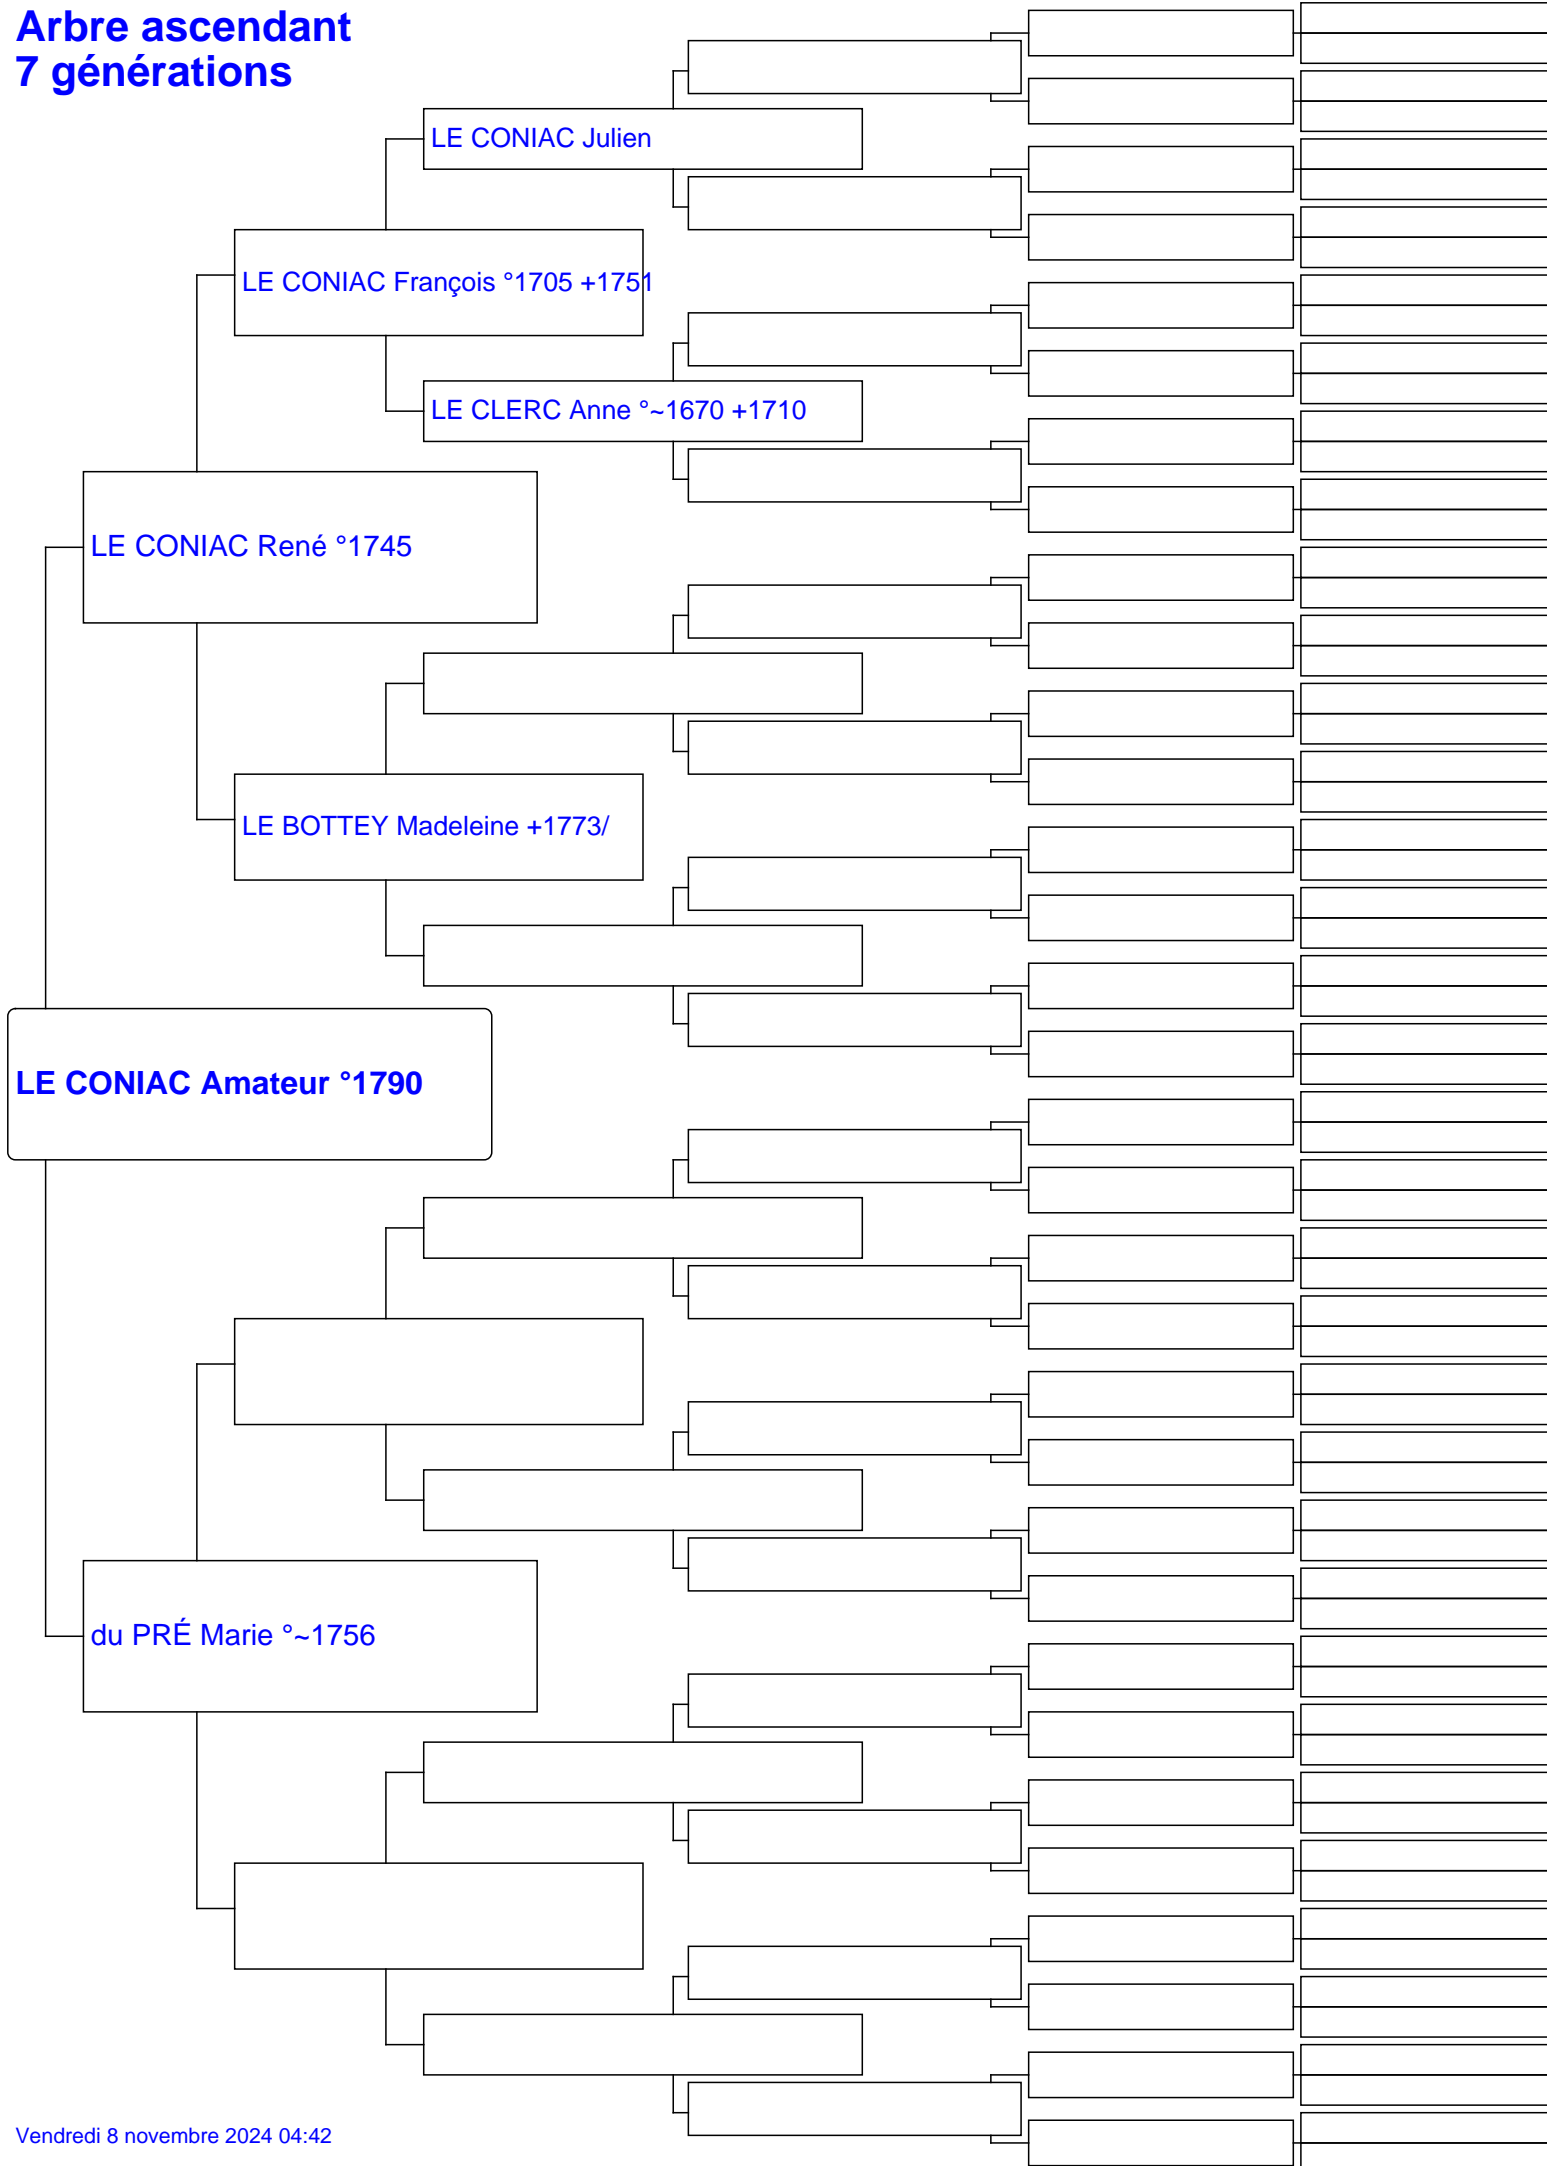 Arbre ascendant
7 générations
LE CONIAC Julien
LE CONIAC François °1705 +1751
LE CLERC Anne °~1670 +1710
LE CONIAC René °1745
LE BOTTEY Madeleine +1773/
LE CONIAC Amateur °1790
du PRÉ Marie °~1756
Vendredi 8 novembre 2024 04:42